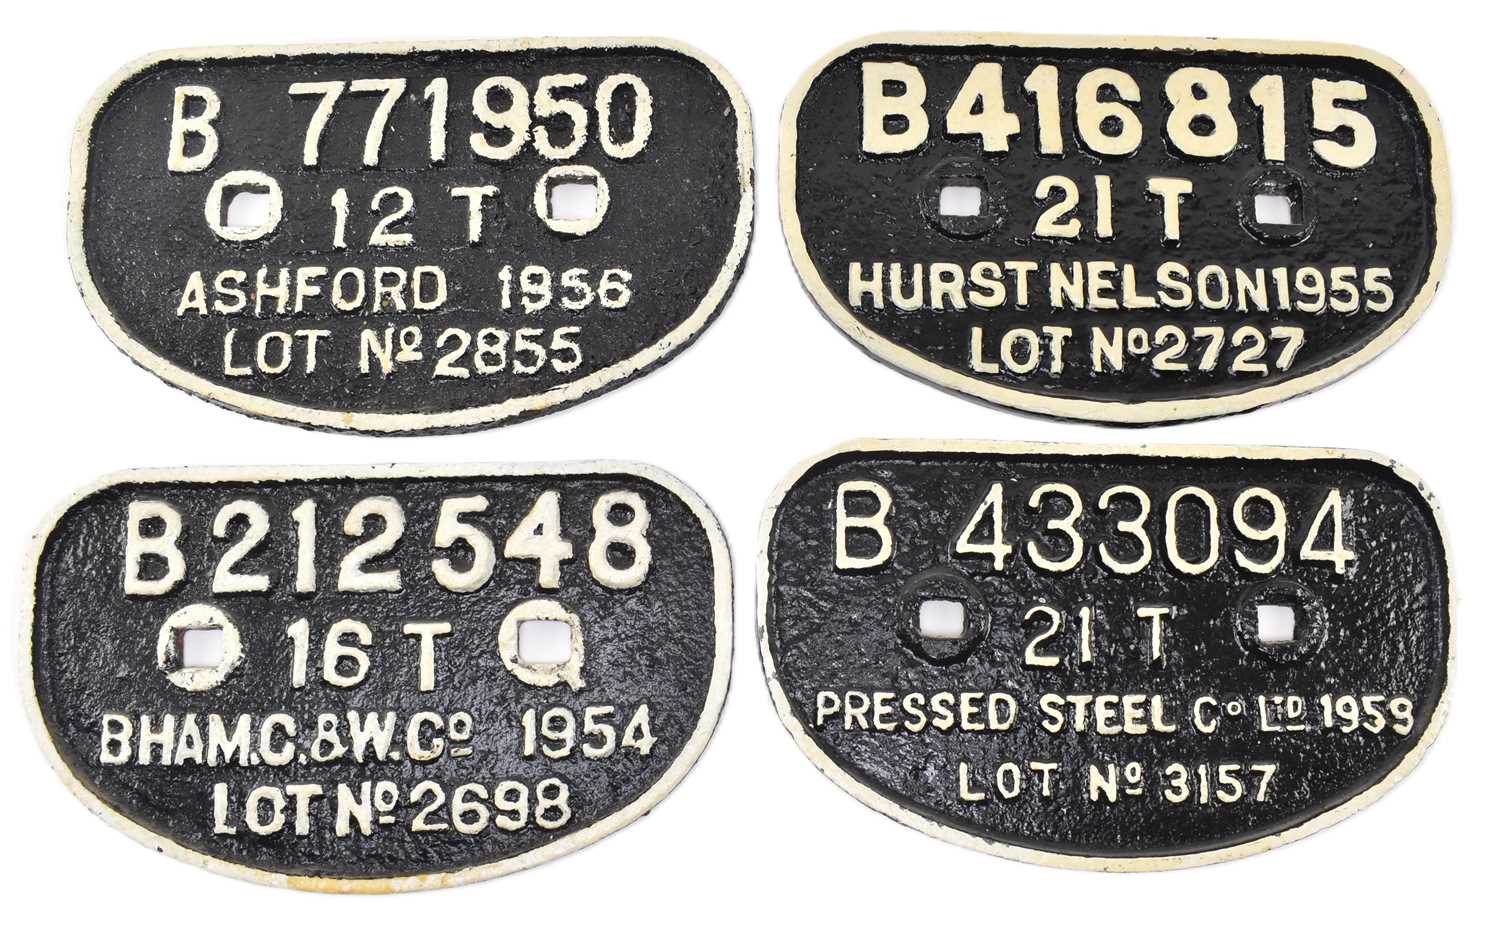 B 771950
12 T
ASHFORD 1956
LOT Nº 2855
B416815
21 T
HURST NELSON 1955
LOT Nº 2727
B212548
16 T
BHAM.C.&W.Cº 1954
LOT Nº 2698
B 433094
21 T
PRESSED STEEL Cº LTD 1959
LOT Nº 3157